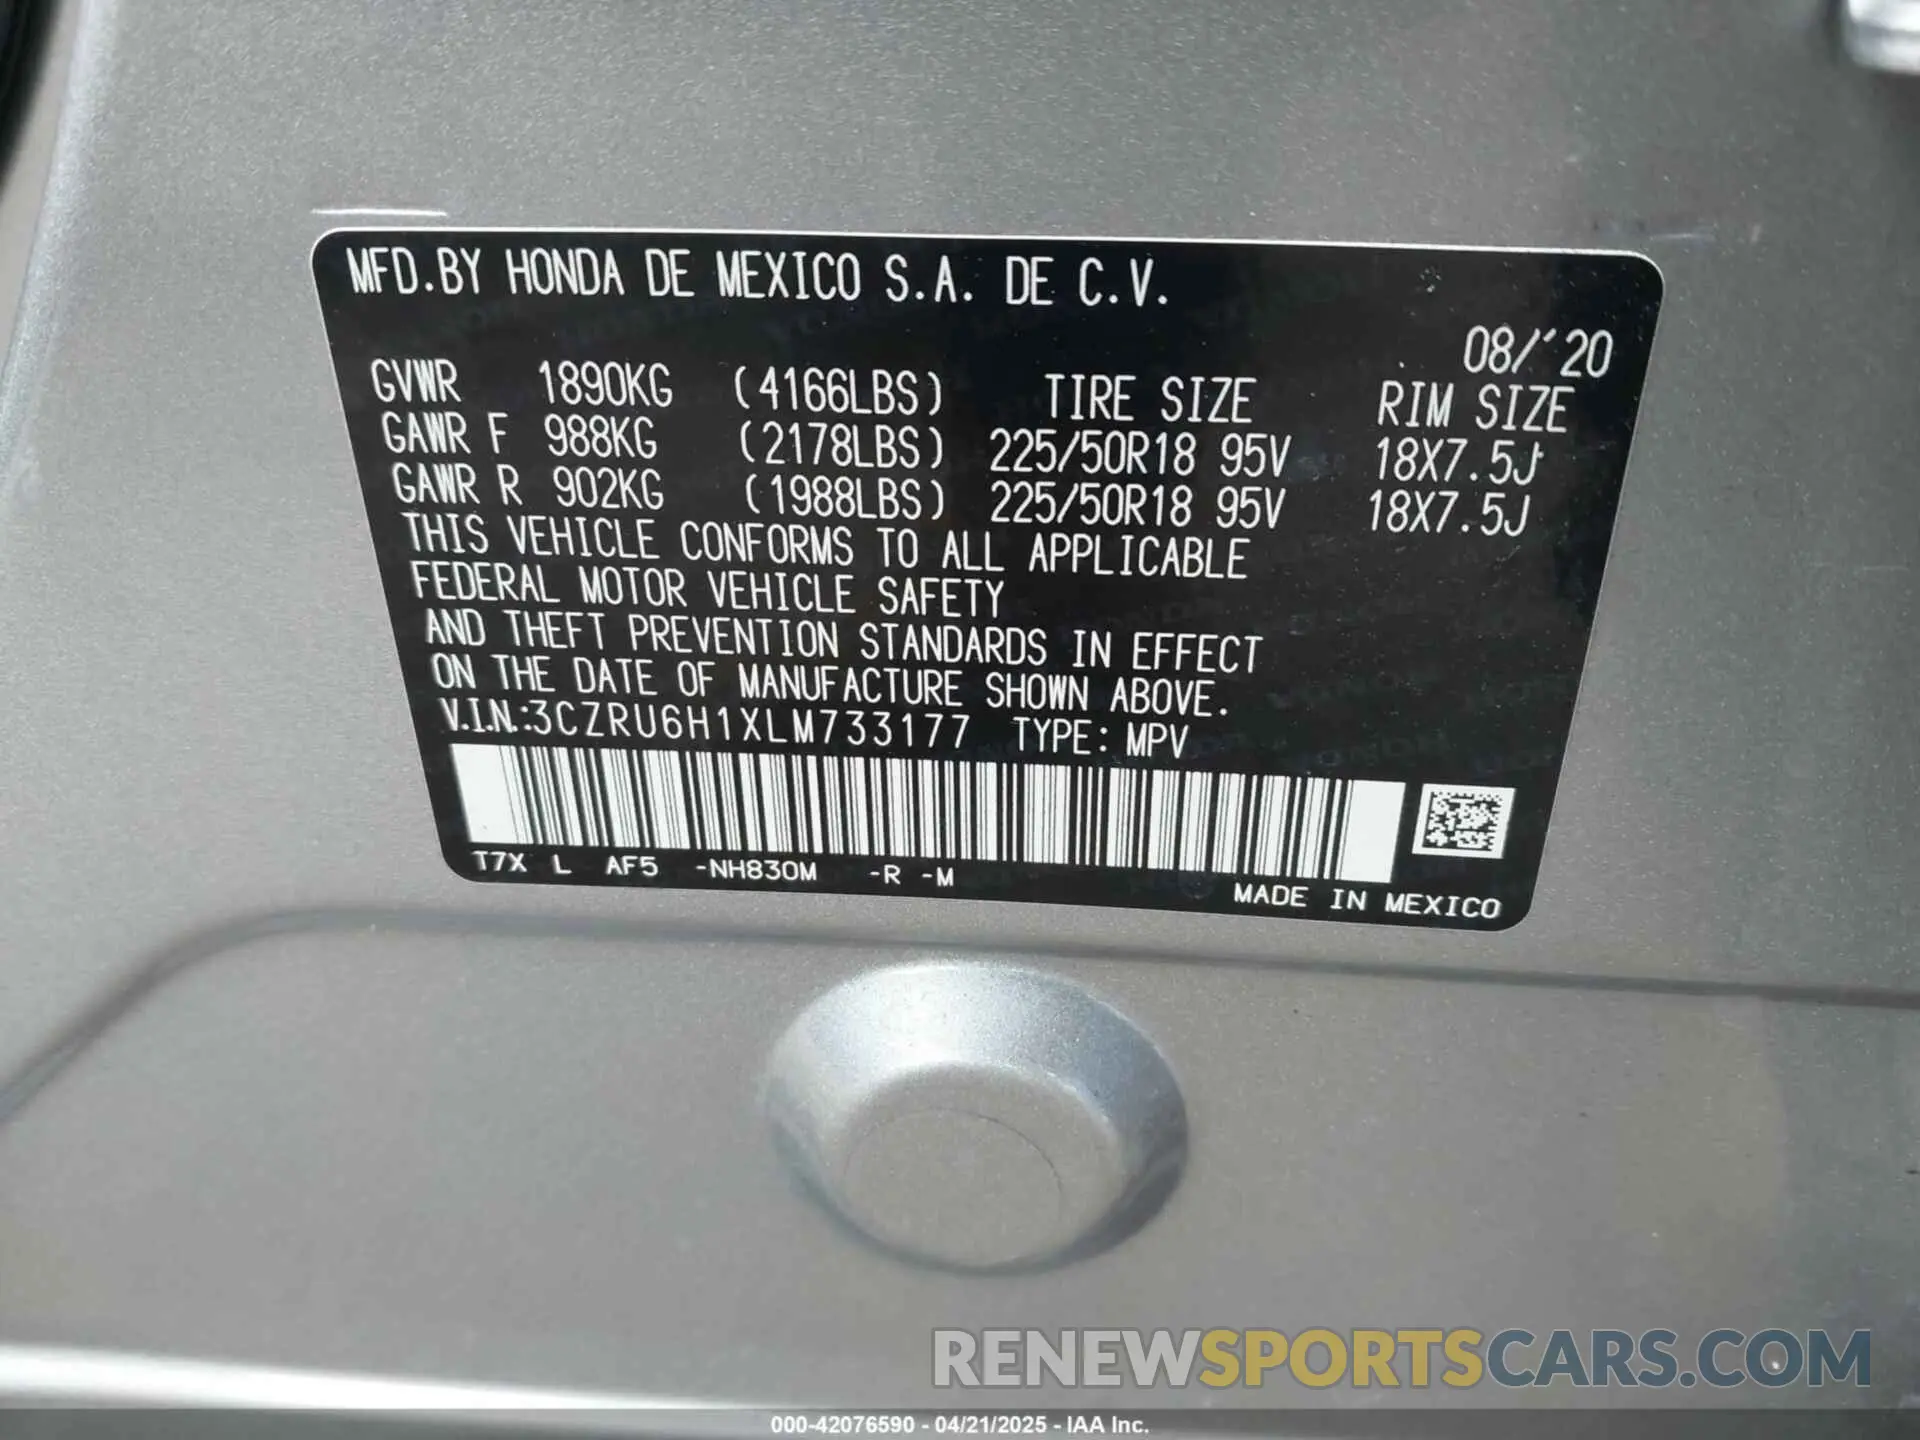 MFD.BY HONDA DE MEXICO S.A. DE C.V.
08/'20
GVWR 1890KG (4166LBS) TIRE SIZE RIM SIZE
GAWR F 988KG (2178LBS) 225/50R18 95V 18X7.5J
GAWR R 902KG (1988LBS) 225/50R18 95V 18X7.5J
THIS VEHICLE CONFORMS TO ALL APPLICABLE
FEDERAL MOTOR VEHICLE SAFETY
AND THEFT PREVENTION STANDARDS IN EFFECT
ON THE DATE OF MANUFACTURE SHOWN ABOVE.
V.I.N.:3CZRU6H1XLM733177 TYPE: MPV
T7X L AF5 -NH830M -R -M
MADE IN MEXICO
RENEWSPORTSCARS.COM
000-42076590 - 04/21/2025 - IAA Inc.